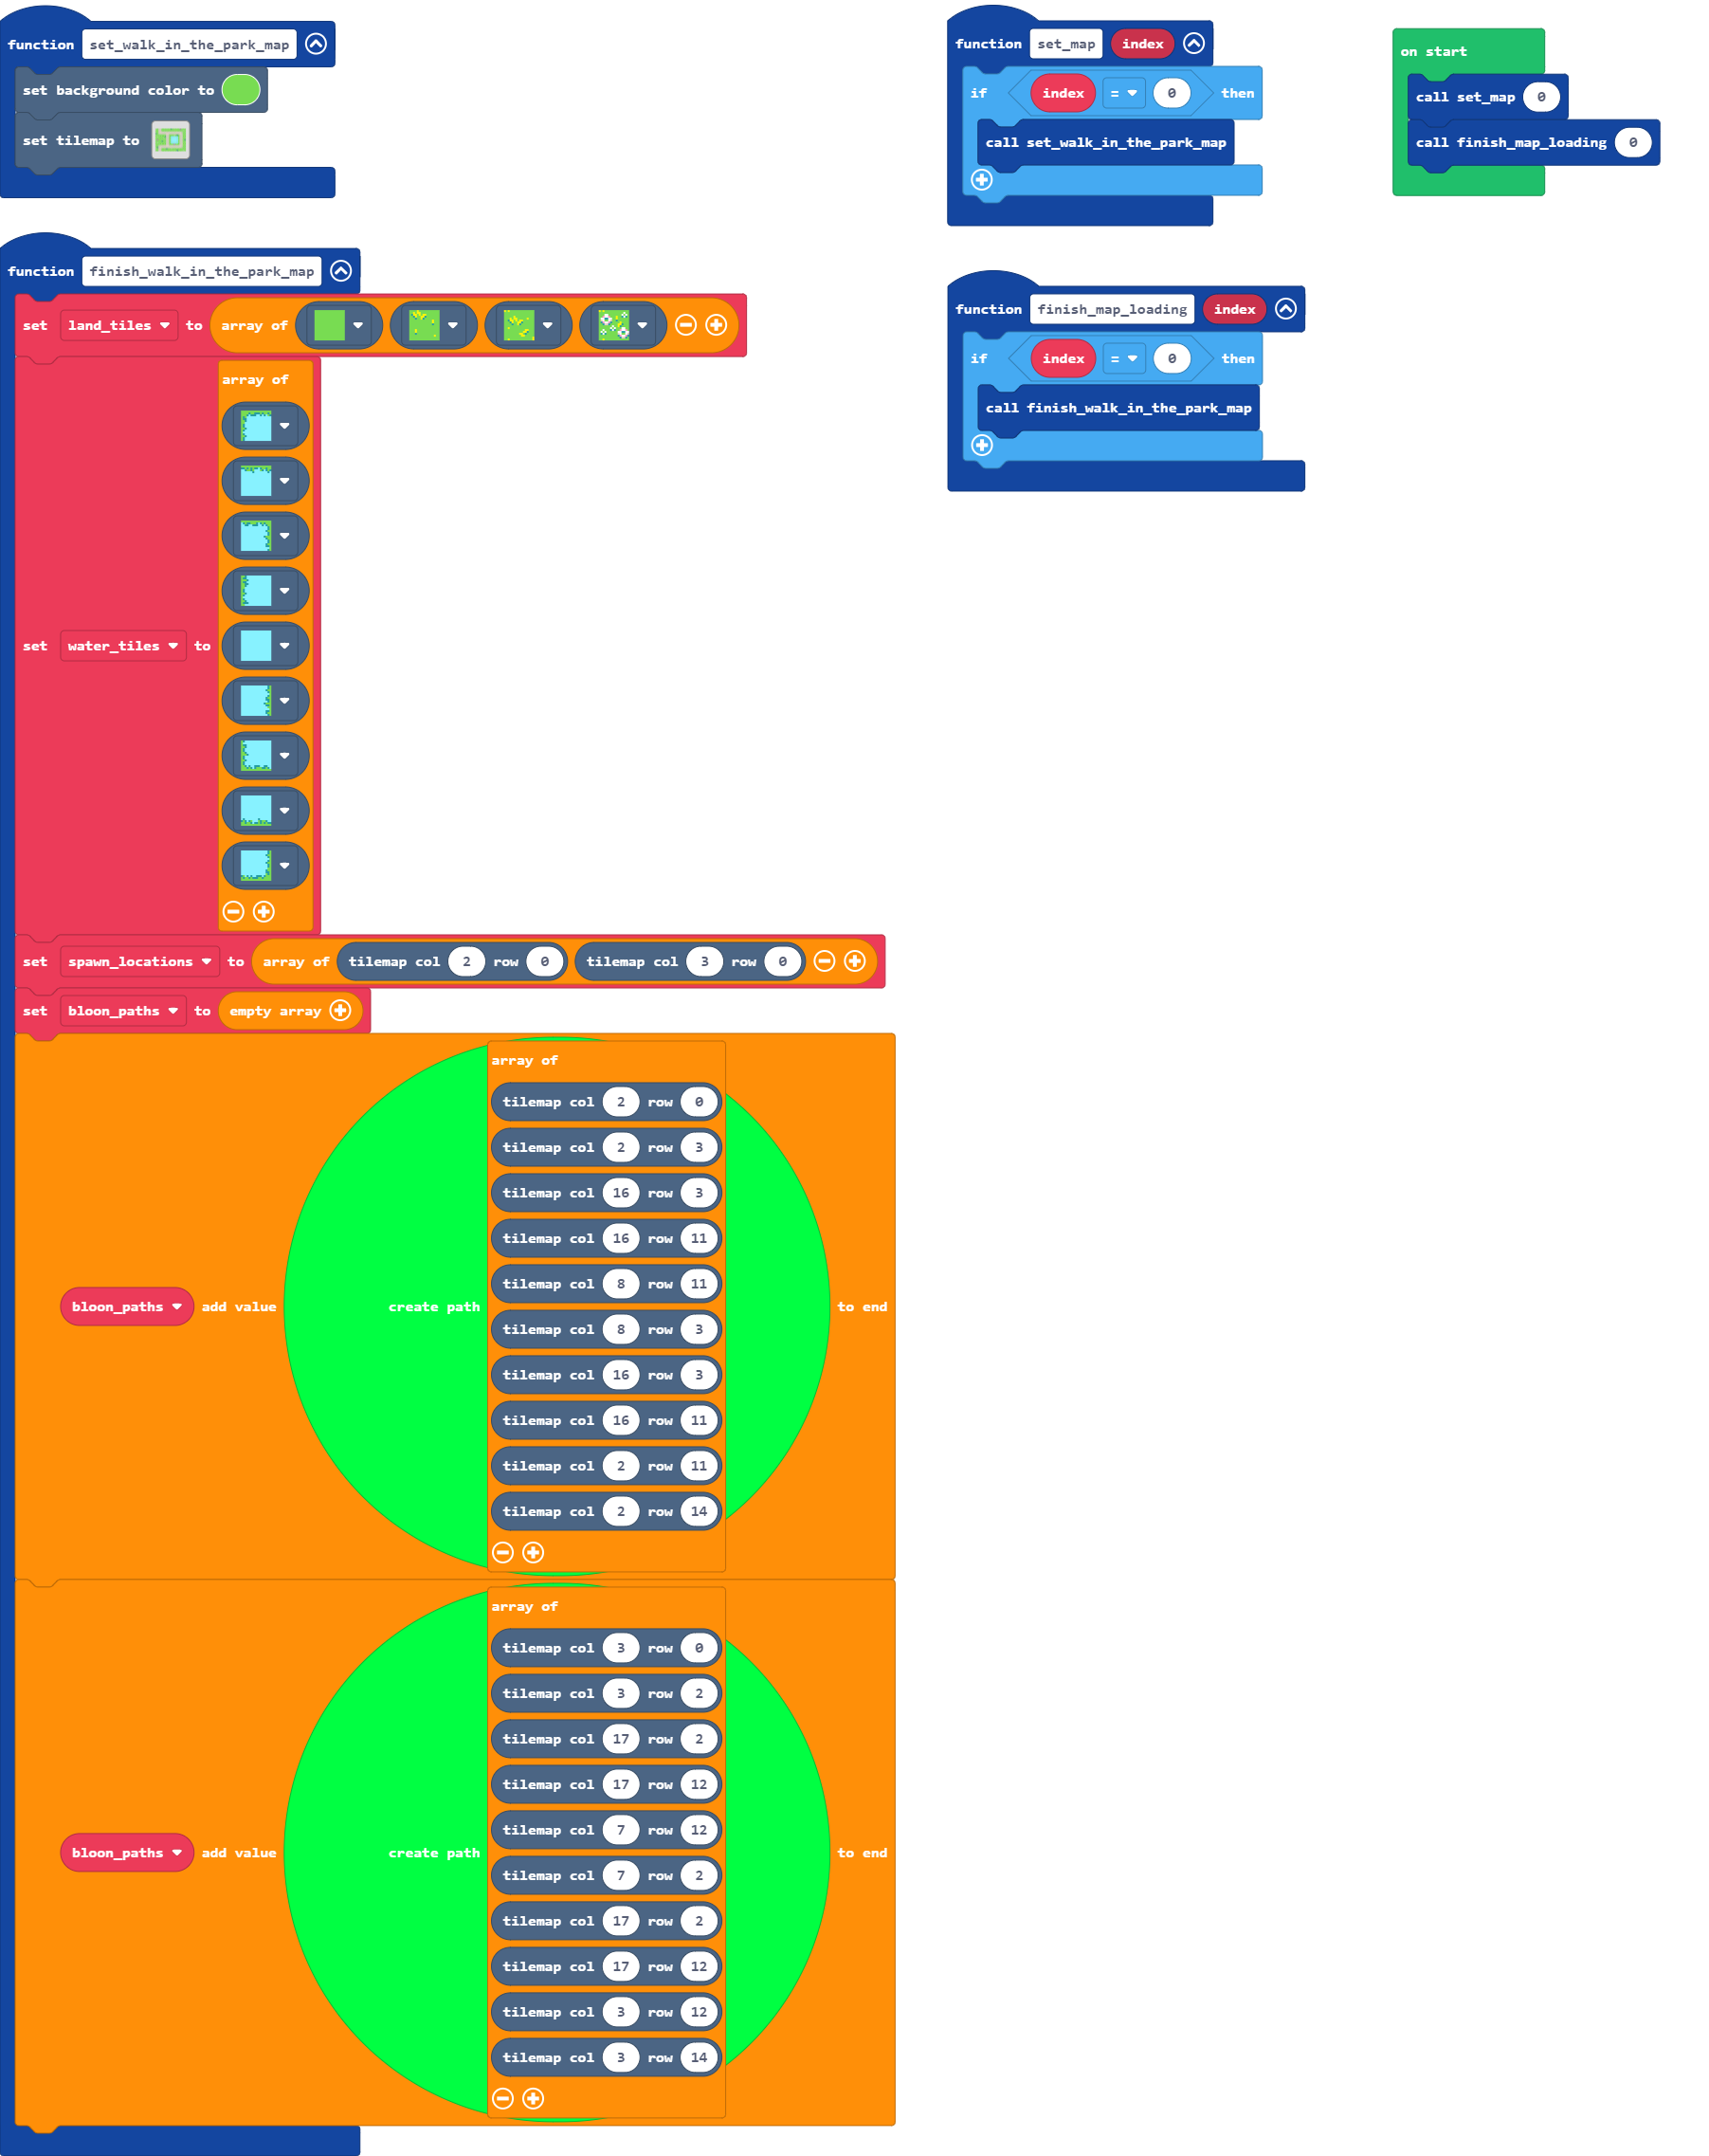 function set_walk_in_the_park_map
set background color to
set tilemap to
function set_map index
if index = 0 then
call set_walk_in_the_park_map
on start
call set_map 0
call finish_map_loading 0
function finish_walk_in_the_park_map
set land_tiles to array of
set water_tiles to array of
set spawn_locations to array of tilemap col 2 row 0 tilemap col 3 row 0
set bloon_paths to empty array
bloon_paths add value create path array of to end
tilemap col 2 row 0
tilemap col 2 row 3
tilemap col 16 row 3
tilemap col 16 row 11
tilemap col 8 row 11
tilemap col 8 row 3
tilemap col 16 row 3
tilemap col 16 row 11
tilemap col 2 row 11
tilemap col 2 row 14
bloon_paths add value create path array of to end
tilemap col 3 row 0
tilemap col 3 row 2
tilemap col 17 row 2
tilemap col 17 row 12
tilemap col 7 row 12
tilemap col 7 row 2
tilemap col 17 row 2
tilemap col 17 row 12
tilemap col 3 row 12
tilemap col 3 row 14
function finish_map_loading index
if index = 0 then
call finish_walk_in_the_park_map